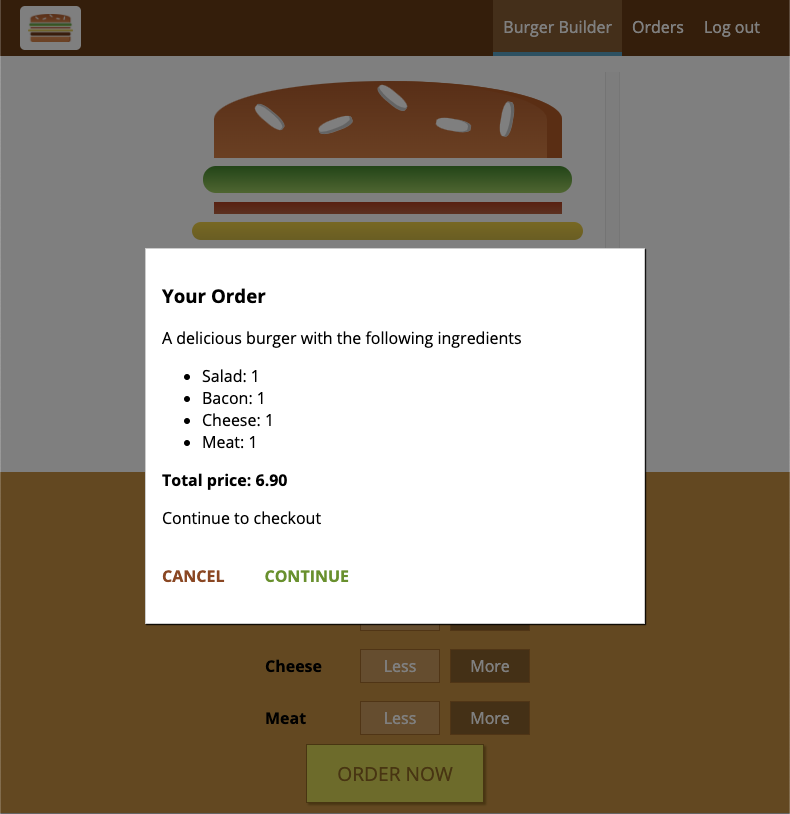 Burger Builder Orders Log out
Your Order
A delicious burger with the following ingredients
Salad: 1
Bacon: 1
Cheese: 1
Meat: 1
Total price: 6.90
Continue to checkout
CANCEL CONTINUE
Cheese Less More
Meat Less More
ORDER NOW